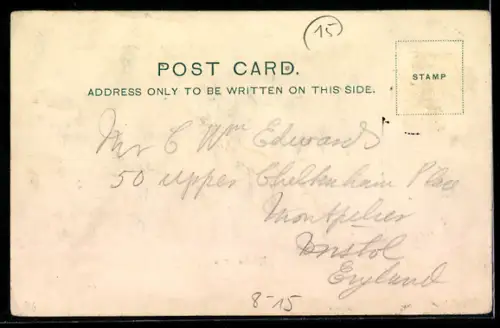 15
POST CARD.
ADDRESS ONLY TO BE WRITTEN ON THIS SIDE.
STAMP
Mr C Wm Edwards
50 Upper Cheltenham Place
Montpelier
Bristol
England
8-15